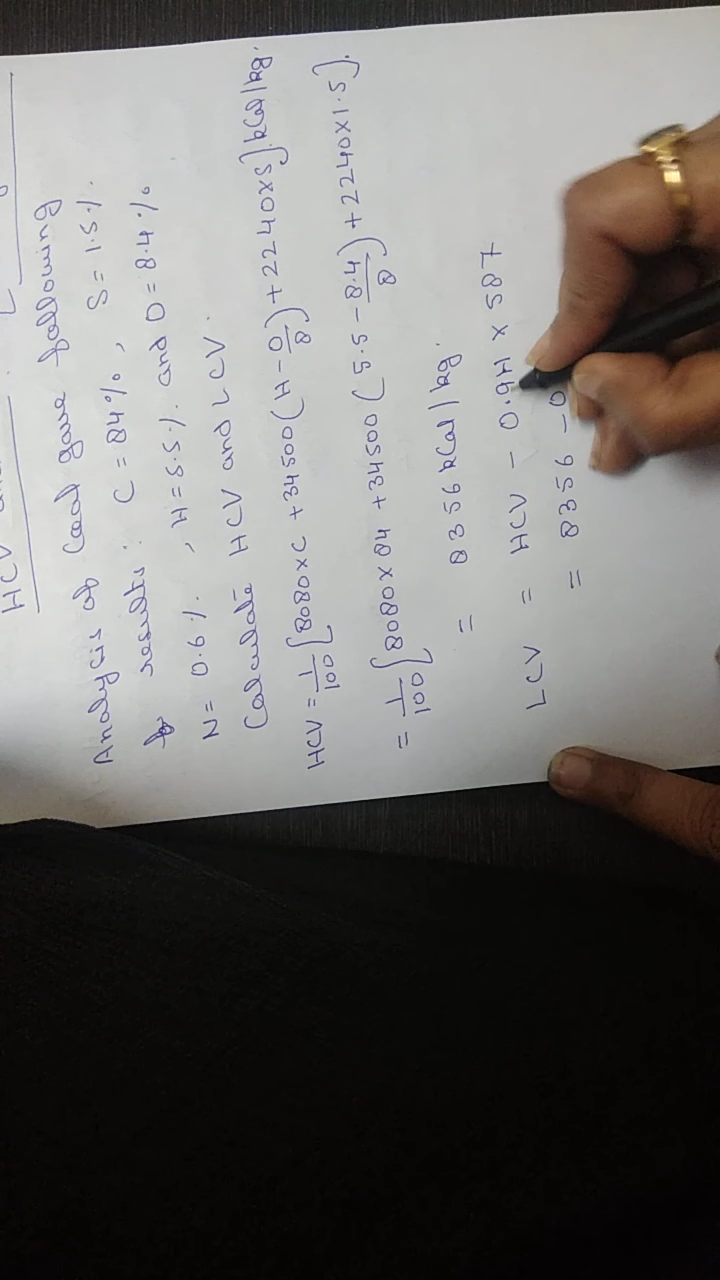 HCV
Analysis of Coal gave following
results : C = 84%, S = 1.5%.
N = 0.6%, H = 5.5% and O = 8.4%
Calculate HCV and LCV.
HCV = 1/100 [8080×C + 34500 (H - O/8) + 2240×S] kCal/kg.
= 1/100 [8080×84 + 34500 (5.5 - 8.4/8) + 2240×1.5].
= 8356 kCal/kg.
LCV = HCV - 0.9H × 587
= 8356 - 0